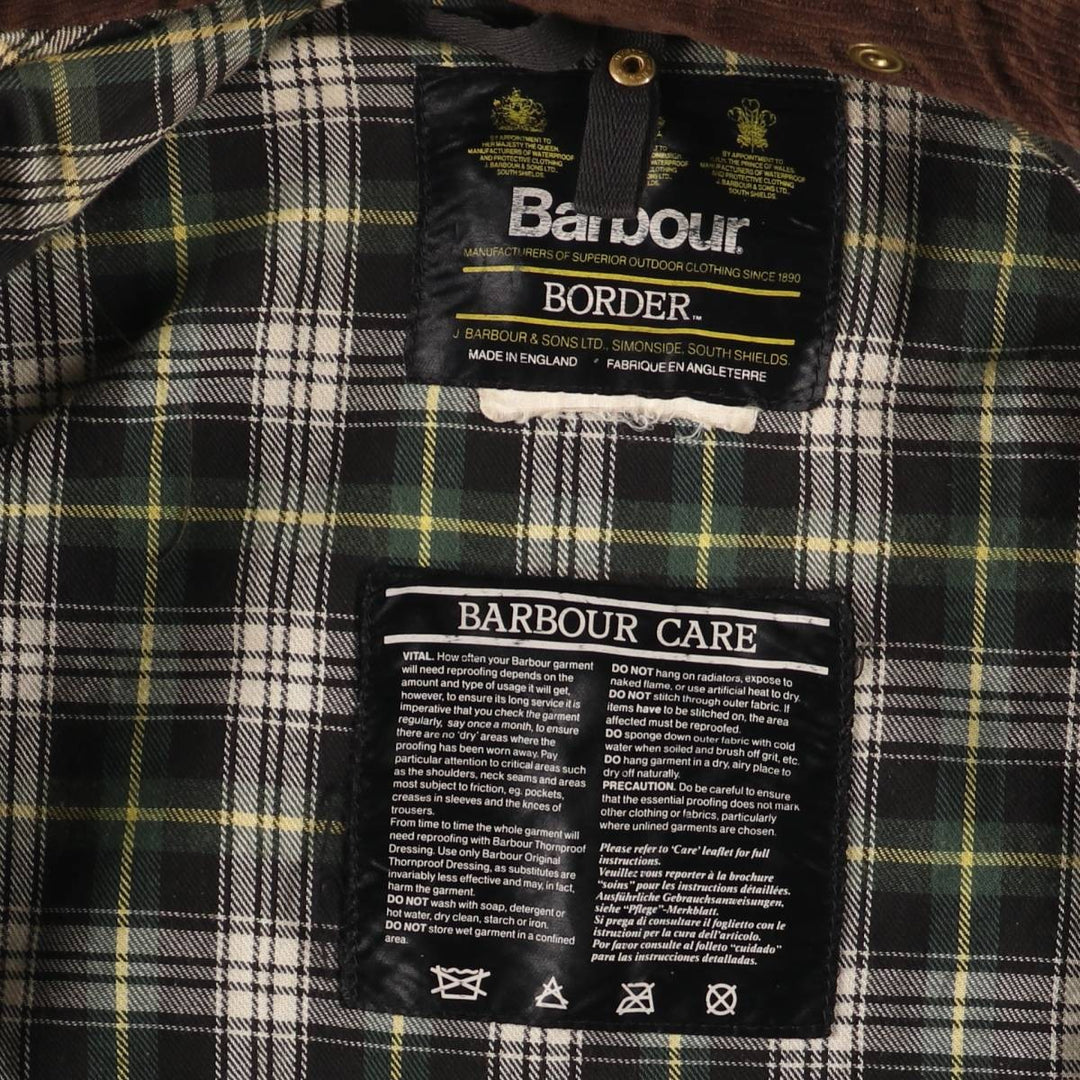 BY APPOINTMENT TO
HER MAJESTY THE QUEEN
MANUFACTURERS OF WATERPROOF
AND PROTECTIVE CLOTHING
J. BARBOUR & SONS LTD.,
SOUTH SHIELDS.
BY APPOINTMENT TO
H.R.H. THE PRINCE OF WALES,
MANUFACTURERS OF WATERPROOF
AND PROTECTIVE CLOTHING
J. BARBOUR & SONS LTD.,
SOUTH SHIELDS.
Barbour
MANUFACTURERS OF SUPERIOR OUTDOOR CLOTHING SINCE 1890
BORDER™
J. BARBOUR & SONS LTD., SIMONSIDE, SOUTH SHIELDS.
MADE IN ENGLAND * FABRIQUE EN ANGLETERRE
BARBOUR CARE
VITAL. How often your Barbour garment
will need reproofing depends on the
amount and type of usage it will get,
however, to ensure its long service it is
imperative that you check the garment
regularly, say once a month, to ensure
there are no 'dry' areas where the
proofing has been worn away. Pay
particular attention to critical areas such
as the shoulders, neck seams and areas
most subject to friction, eg. pockets,
creases in sleeves and the knees of
trousers.
From time to time the whole garment will
need reproofing with Barbour Thornproof
Dressing. Use only Barbour Original
Thornproof Dressing, as substitutes are
invariably less effective and may, in fact,
harm the garment.
DO NOT wash with soap, detergent or
hot water, dry clean, starch or iron.
DO NOT store wet garment in a confined
area.
DO NOT hang on radiators, expose to
naked flame, or use artificial heat to dry.
DO NOT stitch through outer fabric. If
items have to be stitched on, the area
affected must be reproofed.
DO sponge down outer fabric with cold
water when soiled and brush off grit, etc.
DO hang garment in a dry, airy place to
dry off naturally.
PRECAUTION. Do be careful to ensure
that the essential proofing does not mark
other clothing or fabrics, particularly
where unlined garments are chosen.
Please refer to 'Care' leaflet for full
instructions.
Veuillez vous reporter à la brochure
"soins" pour les instructions détaillées.
Ausführliche Gebrauchsanweisungen,
siehe "Pflege"-Merkblatt.
Si prega di consultare il foglietto con le
istruzioni per la cura dell'articolo.
Por favor consulte al folleto "cuidado"
para las instrucciones detalladas.